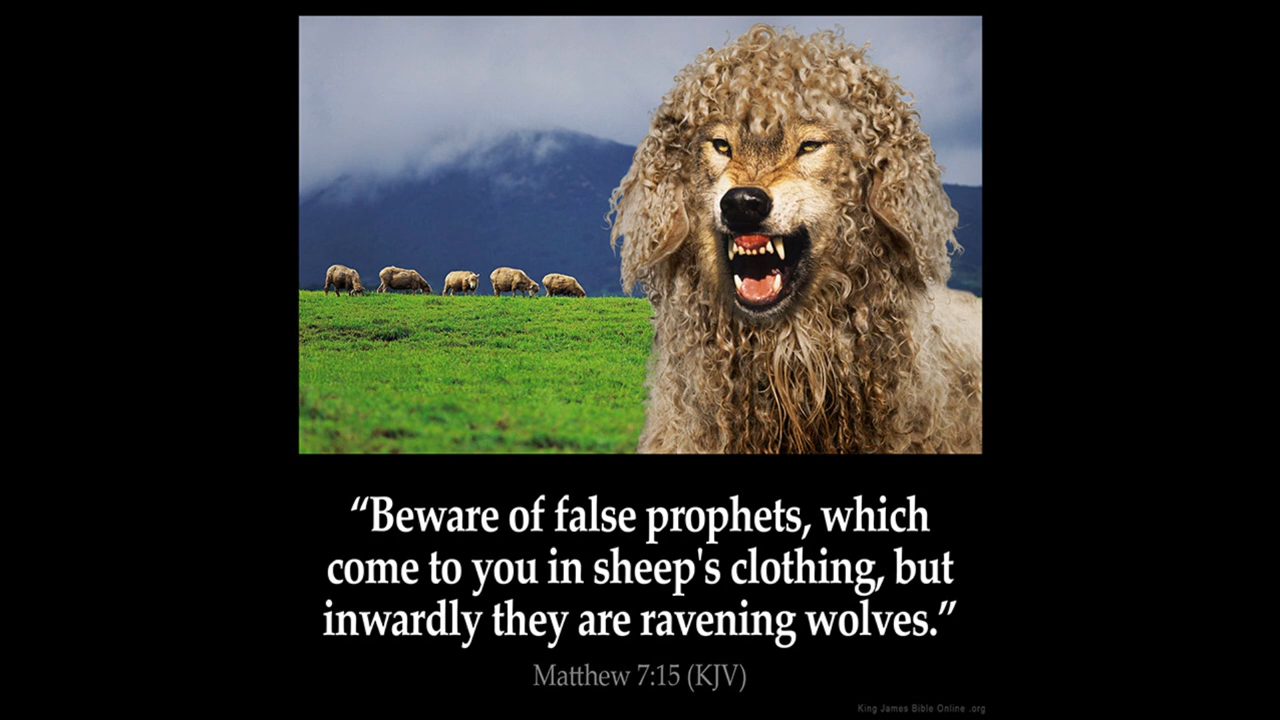 “Beware of false prophets, which
come to you in sheep's clothing, but
inwardly they are ravening wolves.”
Matthew 7:15 (KJV)
King James Bible Online .org